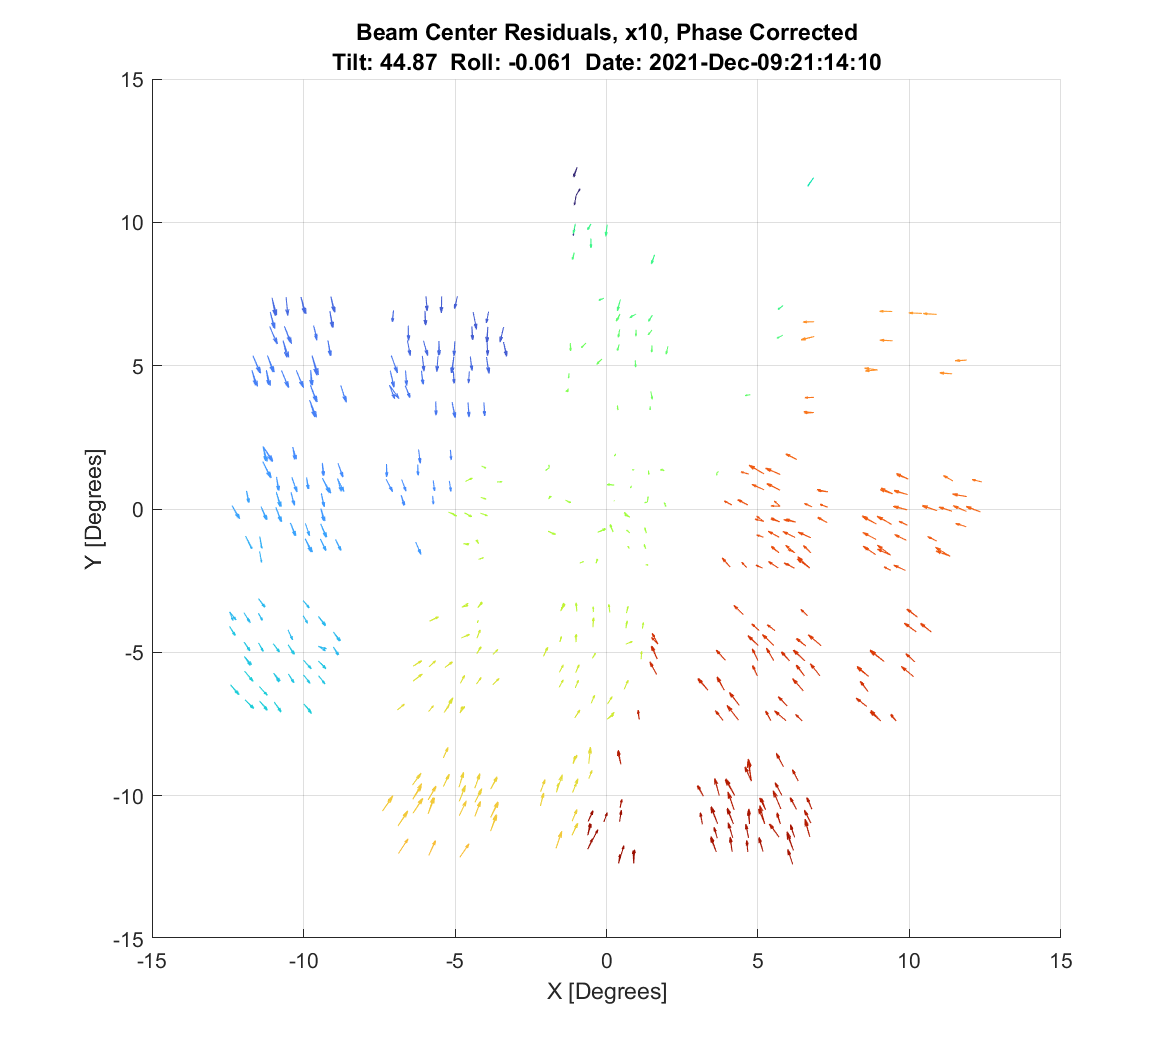 Beam Center Residuals, x10, Phase Corrected
Tilt: 44.87  Roll: -0.061  Date: 2021-Dec-09:21:14:10
15
10
5
0
-5
-10
-15
Y [Degrees]
-15 -10 -5 0 5 10 15
X [Degrees]